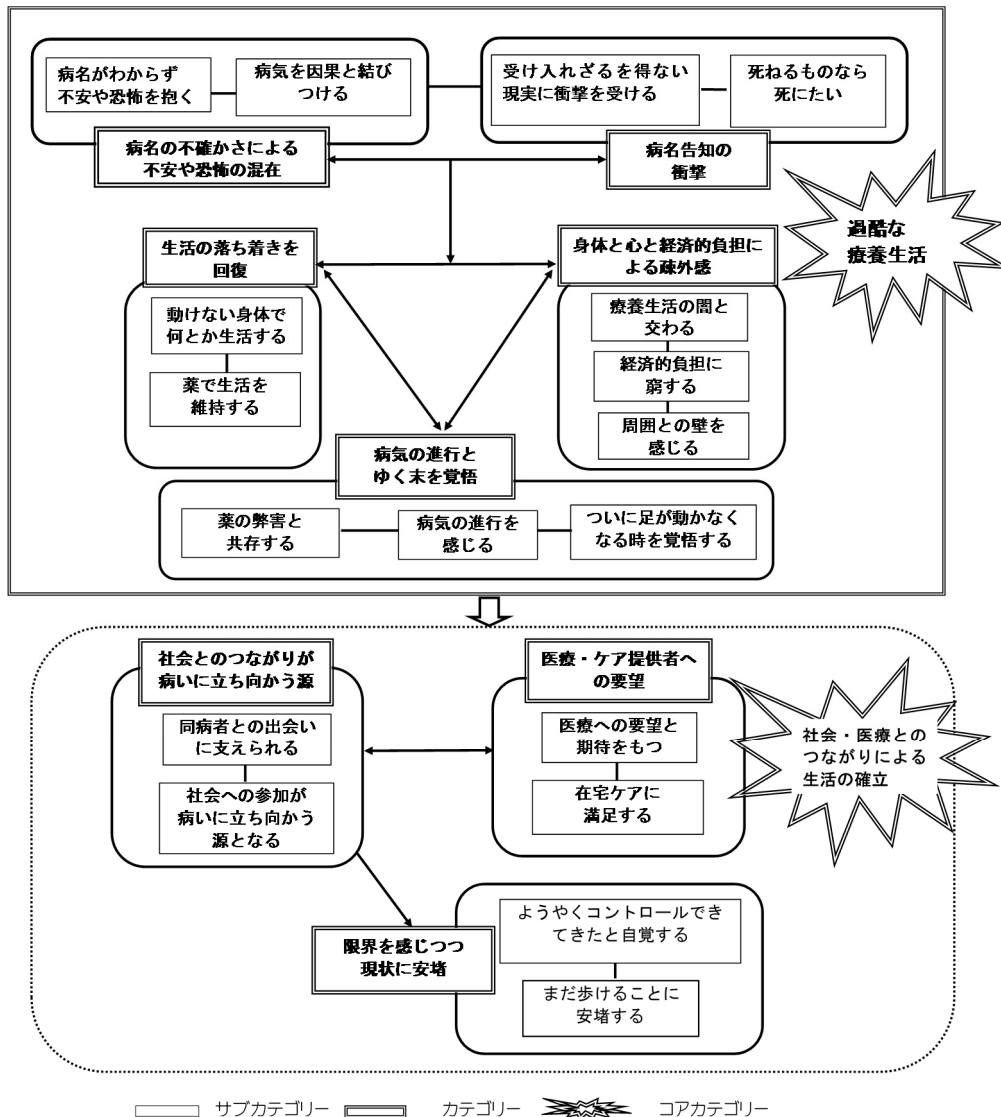 病名がわからず
不安や恐怖を抱く
病気を因果と結び
つける
受け入れざるを得ない
現実に衝撃を受ける
死ねるものなら
死にたい
病名の不確かさによる
不安や恐怖の混在
病名告知の
衝撃
過酷な
療養生活
生活の落ち着きを
回復
身体と心と経済的負担に
よる疎外感
動けない身体で
何とか生活する
薬で生活を
維持する
療養生活の闇と
交わる
経済的負担に
窮する
周囲との壁を
感じる
病気の進行と
ゆく末を覚悟
薬の弊害と
共存する
病気の進行を
感じる
ついに足が動かなく
なる時を覚悟する
社会とのつながりが
病いに立ち向かう源
医療・ケア提供者へ
の要望
同病者との出会い
に支えられる
社会への参加が
病いに立ち向かう
源となる
医療への要望と
期待をもつ
在宅ケアに
満足する
社会・医療との
つながりによる
生活の確立
限界を感じつつ
現状に安堵
ようやくコントロールでき
てきたと自覚する
まだ歩けることに
安堵する
サブカテゴリー
カテゴリー
コアカテゴリー